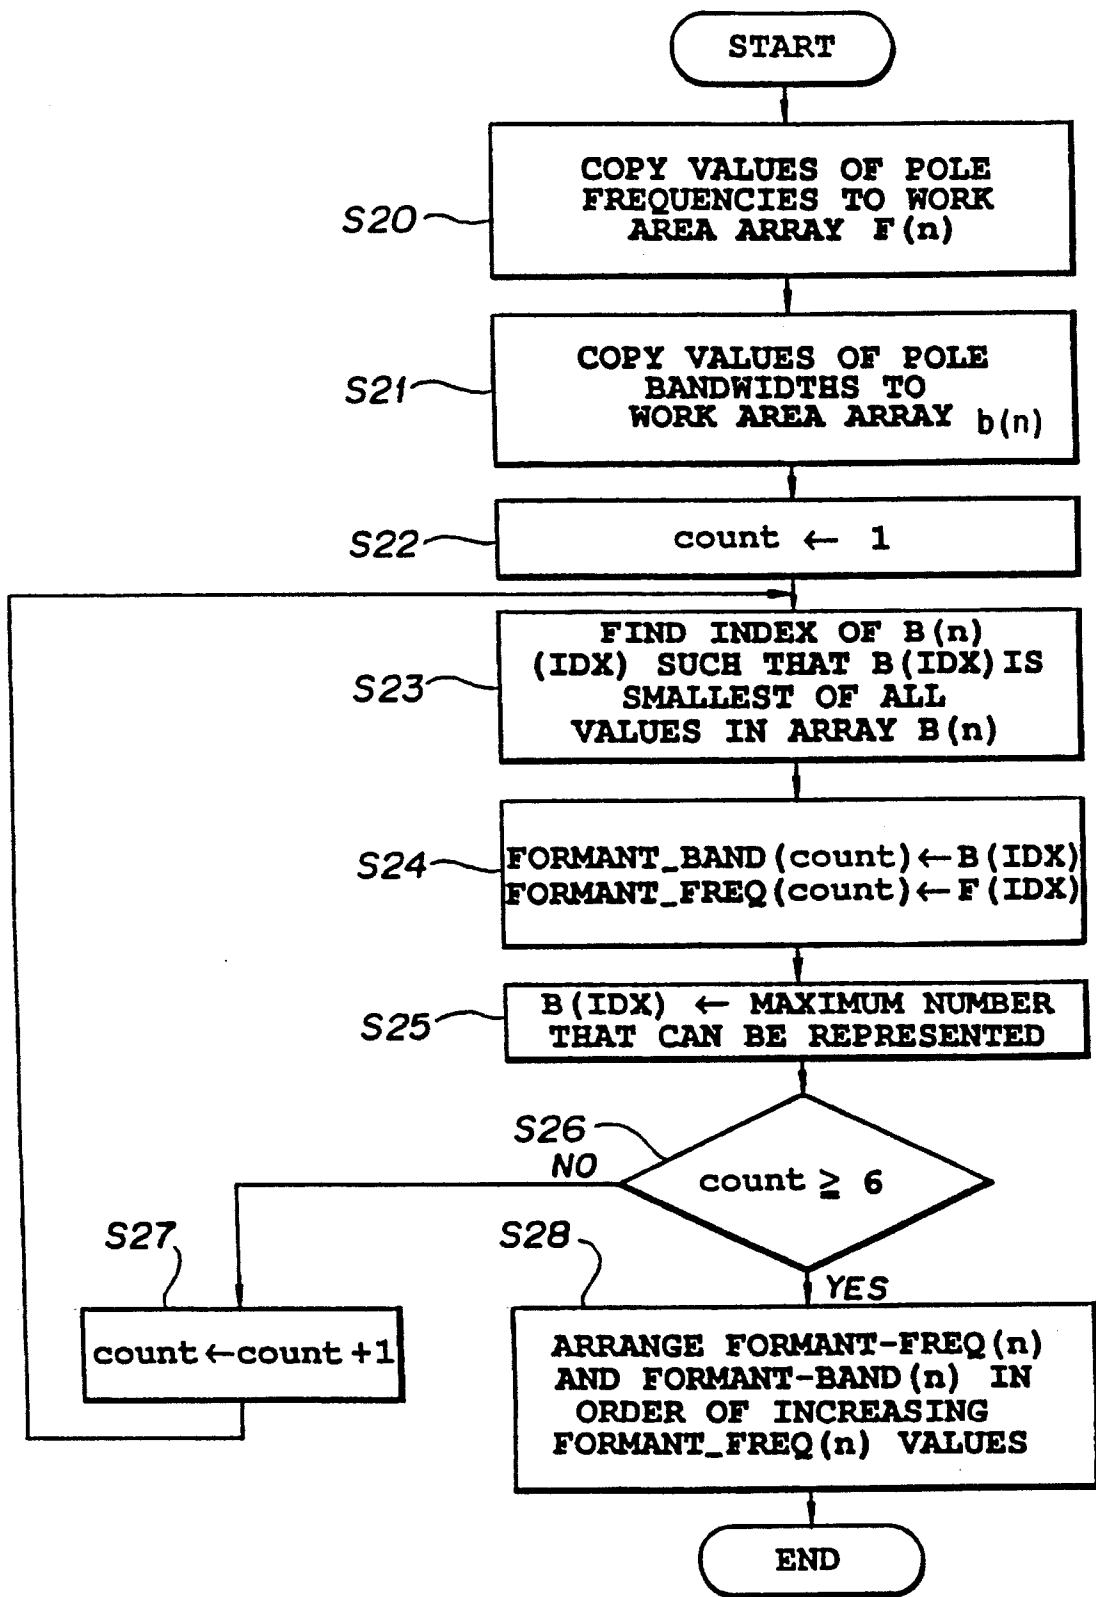 START
COPY VALUES OF POLE
FREQUENCIES TO WORK
AREA ARRAY F(n)
S20
COPY VALUES OF POLE
BANDWIDTHS TO
WORK AREA ARRAY b(n)
S21
count ← 1
S22
FIND INDEX OF B(n)
(IDX) SUCH THAT B(IDX) IS
SMALLEST OF ALL
VALUES IN ARRAY B(n)
S23
FORMANT_BAND(count)←B(IDX)
FORMANT_FREQ(count)←F(IDX)
S24
B(IDX) ← MAXIMUM NUMBER
THAT CAN BE REPRESENTED
S25
S26
NO
count ≧ 6
S27
S28
YES
count←count+1
ARRANGE FORMANT-FREQ(n)
AND FORMANT-BAND(n) IN
ORDER OF INCREASING
FORMANT_FREQ(n) VALUES
END